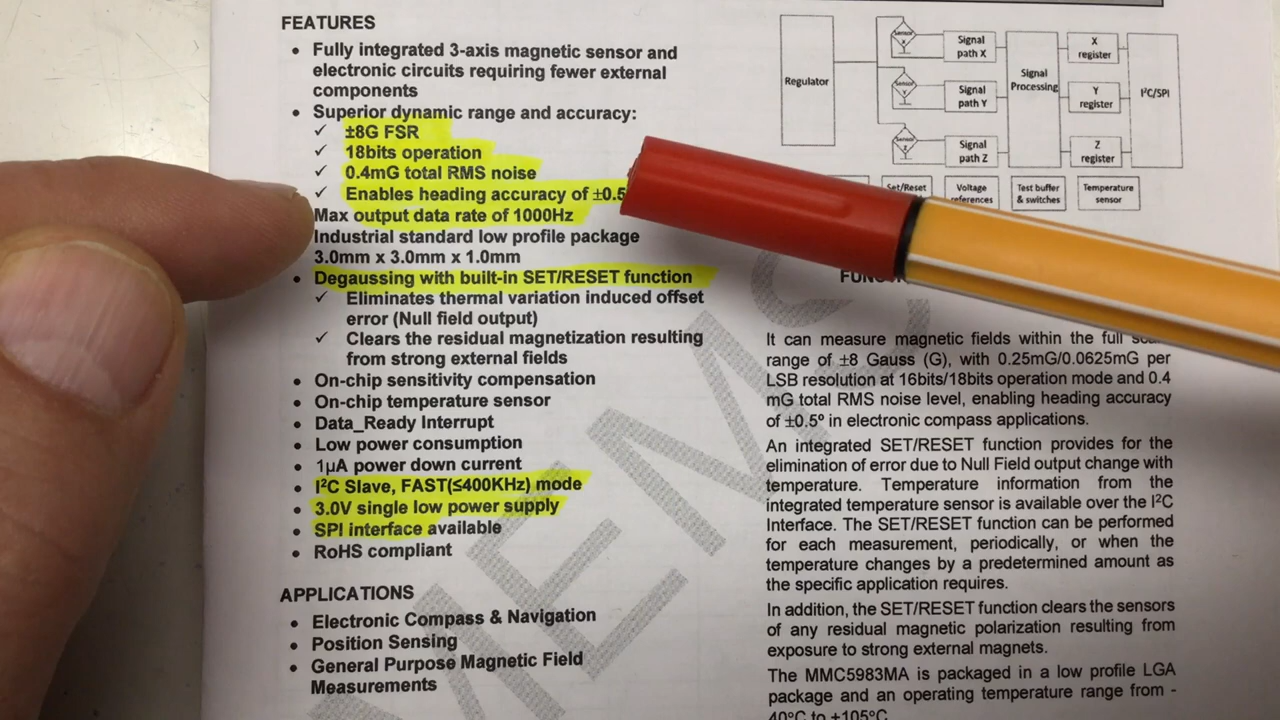 FEATURES
• Fully integrated 3-axis magnetic sensor and
electronic circuits requiring fewer external
components
• Superior dynamic range and accuracy:
✓ ±8G FSR
✓ 18bits operation
✓ 0.4mG total RMS noise
✓ Enables heading accuracy of ±0.5
Max output data rate of 1000Hz
Industrial standard low profile package
3.0mm x 3.0mm x 1.0mm
• Degaussing with built-in SET/RESET function
✓ Eliminates thermal variation induced offset
error (Null field output)
✓ Clears the residual magnetization resulting
from strong external fields
• On-chip sensitivity compensation
• On-chip temperature sensor
• Data_Ready Interrupt
• Low power consumption
• 1µA power down current
• I²C Slave, FAST(≤400KHz) mode
• 3.0V single low power supply
• SPI interface available
• RoHS compliant
APPLICATIONS
• Electronic Compass & Navigation
• Position Sensing
• General Purpose Magnetic Field
Measurements
Regulator
Sensor
X
Signal
path X
Sensor
Y
Signal
path Y
Sensor
Z
Signal
path Z
Signal
Processing
X
register
Y
register
Z
register
I²C/SPI
Set/Reset
Voltage
references
Test buffer
& switches
Temperature
sensor
It can measure magnetic fields within the full
range of ±8 Gauss (G), with 0.25mG/0.0625mG per
LSB resolution at 16bits/18bits operation mode and 0.4
mG total RMS noise level, enabling heading accuracy
of ±0.5º in electronic compass applications.
An integrated SET/RESET function provides for the
elimination of error due to Null Field output change with
temperature. Temperature information from the
integrated temperature sensor is available over the I²C
Interface. The SET/RESET function can be performed
for each measurement, periodically, or when the
temperature changes by a predetermined amount as
the specific application requires.
In addition, the SET/RESET function clears the sensors
of any residual magnetic polarization resulting from
exposure to strong external magnets.
The MMC5983MA is packaged in a low profile LGA
package and an operating temperature range from -
40ºC to +105ºC.
MEMS